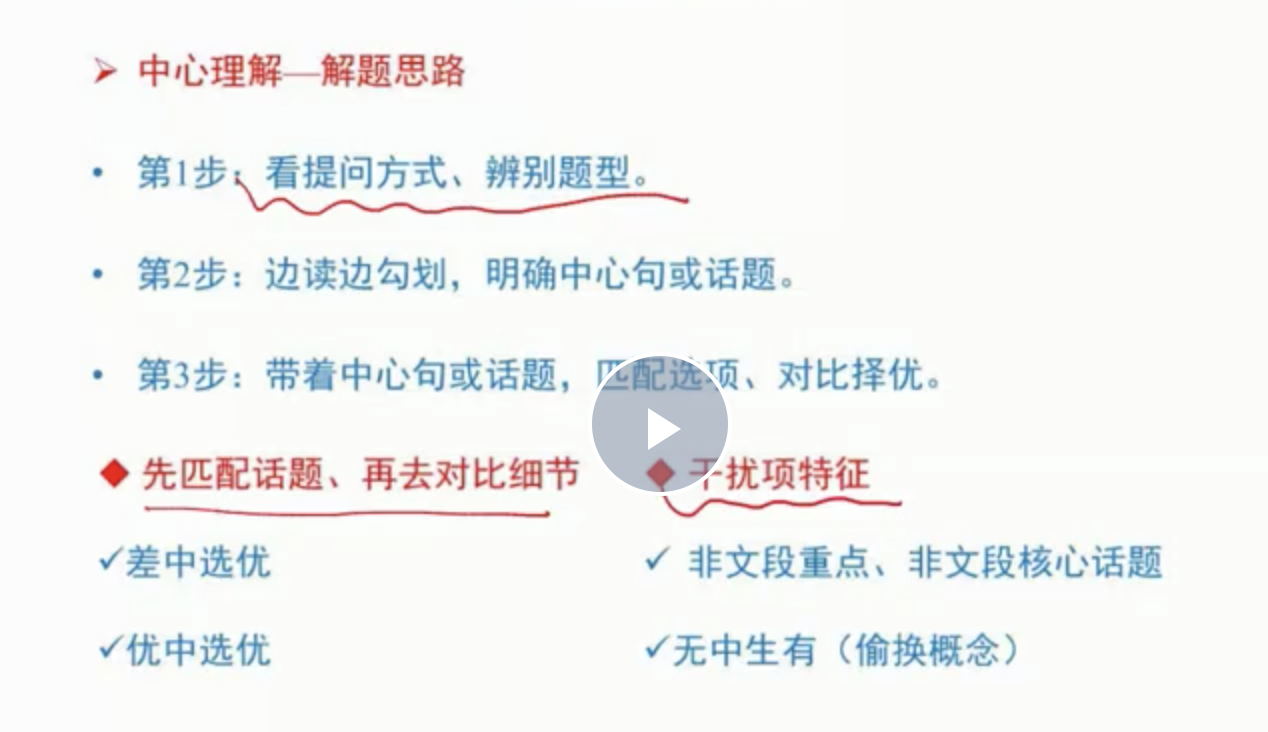 中心理解—解题思路
第1步：看提问方式、辨别题型。
第2步：边读边勾划，明确中心句或话题。
第3步：带着中心句或话题，匹配选项、对比择优。
先匹配话题、再去对比细节
干扰项特征
差中选优
非文段重点、非文段核心话题
优中选优
无中生有（偷换概念）